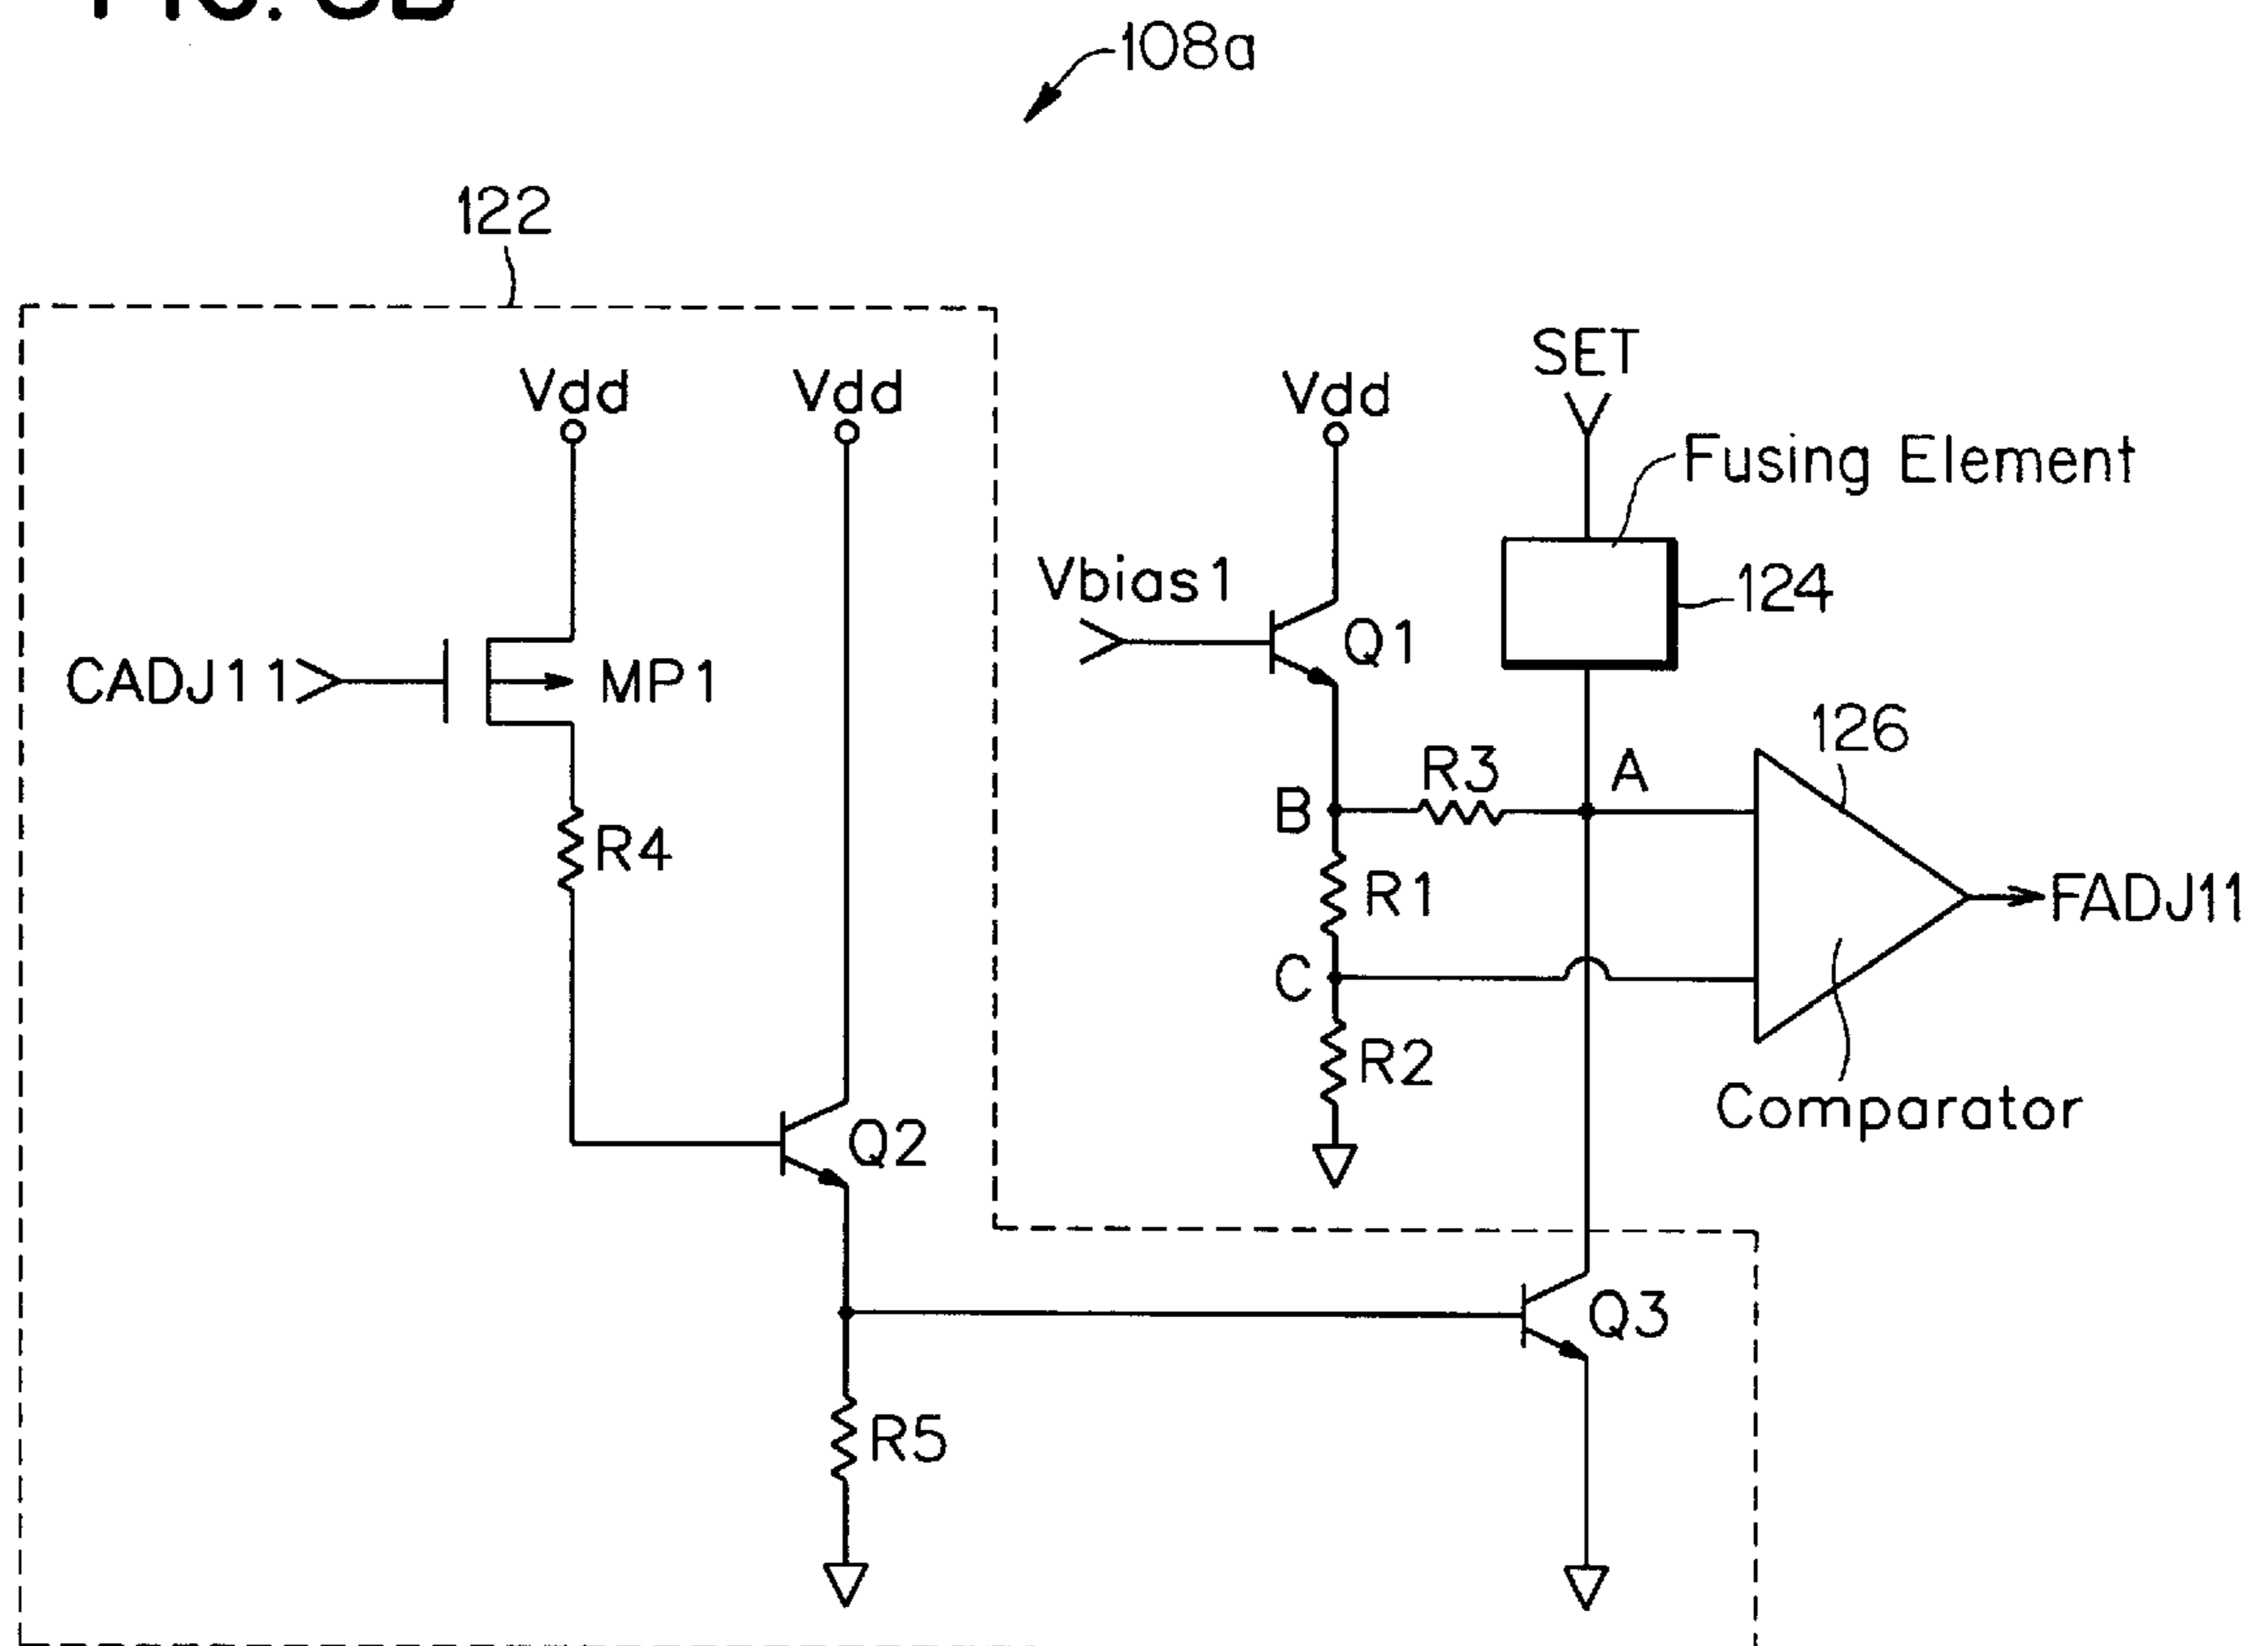 108a
122
Vdd
Vdd
Vdd
SET
Fusing Element
Vbias1
124
Q1
CADJ11
MP1
126
R3
A
B
R4
R1
FADJ11
C
R2
Comparator
Q2
Q3
R5